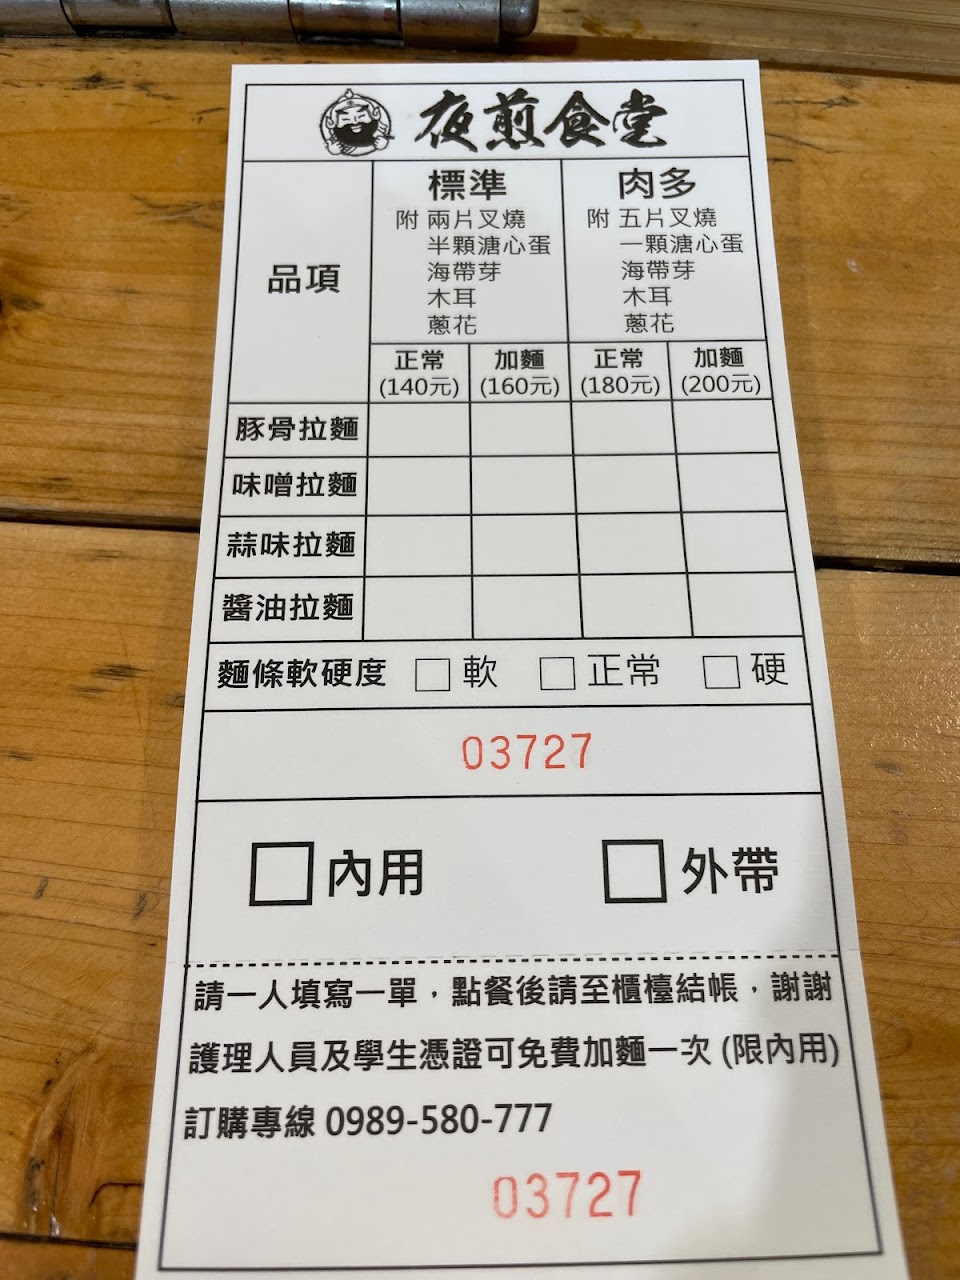 夜煎食堂
品項
標準
附 兩片叉燒
半顆溏心蛋
海帶芽
木耳
蔥花
肉多
附 五片叉燒
一顆溏心蛋
海帶芽
木耳
蔥花
正常 加麵 正常 加麵
(140元) (160元) (180元) (200元)
豚骨拉麵
味噌拉麵
蒜味拉麵
醬油拉麵
麵條軟硬度 □ 軟 □ 正常 □ 硬
03727
□ 內用 □ 外帶
請一人填寫一單，點餐後請至櫃檯結帳，謝謝
護理人員及學生憑證可免費加麵一次 (限內用)
訂購專線 0989-580-777
03727